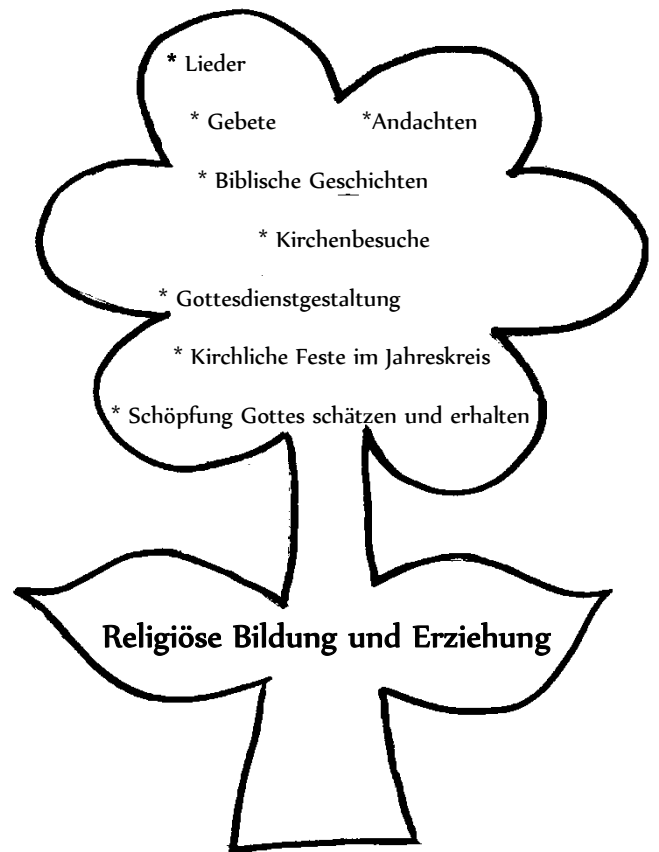 * Lieder
* Gebete *Andachten
* Biblische Geschichten
* Kirchenbesuche
* Gottesdienstgestaltung
* Kirchliche Feste im Jahreskreis
* Schöpfung Gottes schätzen und erhalten
Religiöse Bildung und Erziehung